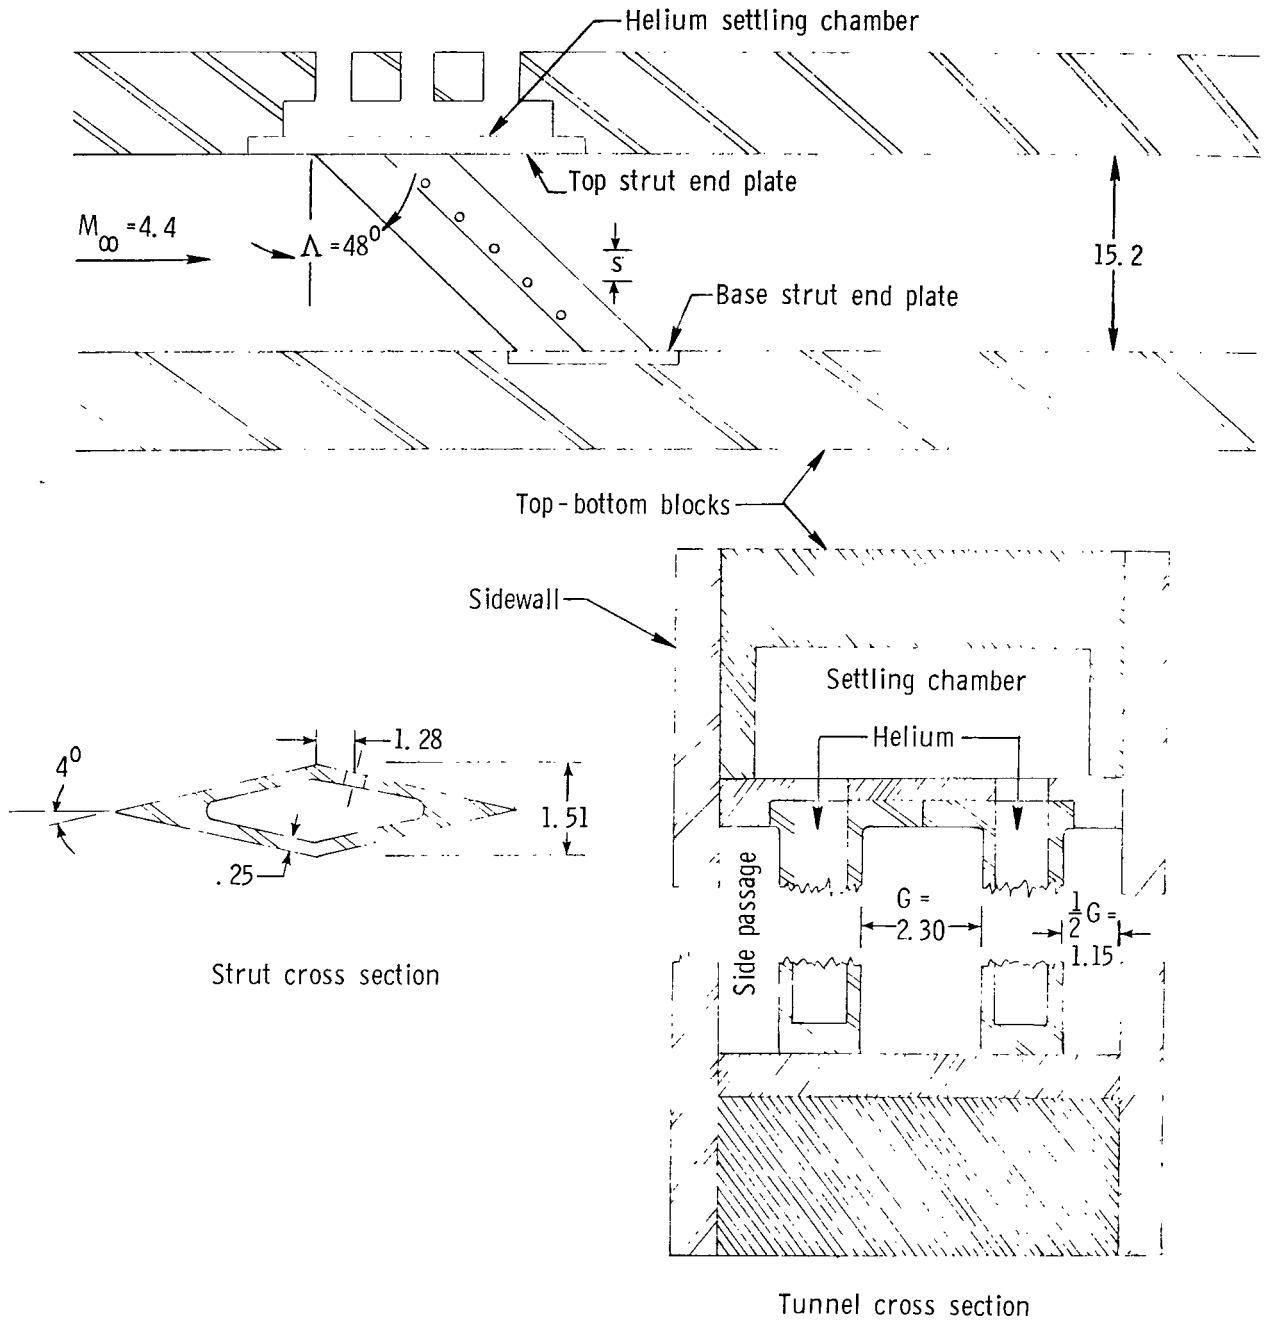 Helium settling chamber
Top strut end plate
M∞ = 4.4
Λ = 48⁰
S
15.2
Base strut end plate
Top-bottom blocks
Sidewall
Settling chamber
Helium
4⁰
1.28
1.51
.25
Side passage
G =
2.30
1/2 G =
1.15
Strut cross section
Tunnel cross section